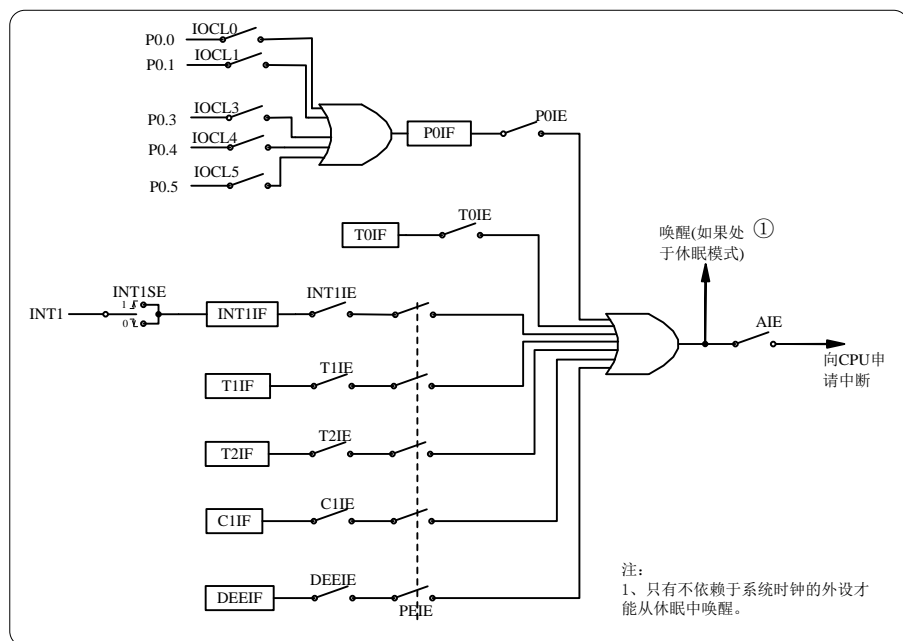 IOCL0
P0.0
IOCL1
P0.1
IOCL3
P0.3
IOCL4
P0.4
IOCL5
P0.5
P0IF
P0IE
T0IF
T0IE
唤醒(如果处 ①
于休眠模式)
INT1SE
INT1
1
0
INT1IF
INT1IE
AIE
向CPU申
请中断
T1IF
T1IE
T2IF
T2IE
C1IF
C1IE
DEEIF
DEEIE
PEIE
注:
1、只有不依赖于系统时钟的外设才
能从休眠中唤醒。